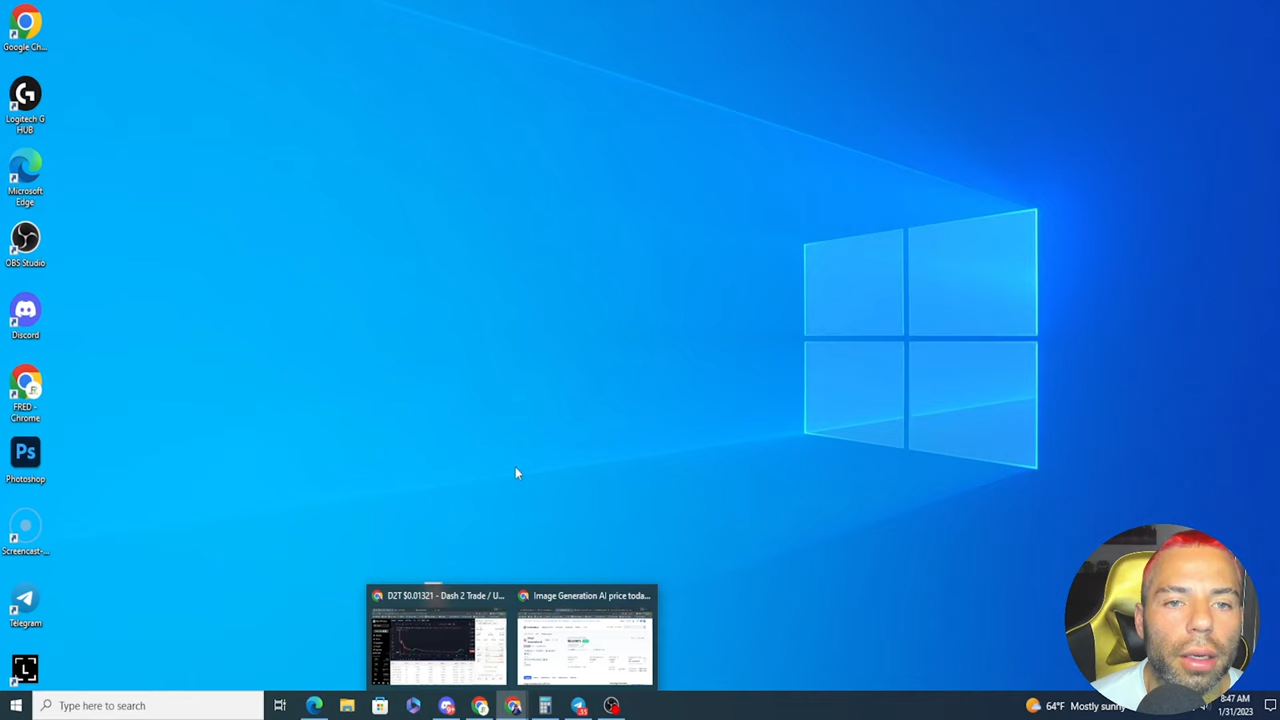 Google Ch...
Logitech G
HUB
Microsoft
Edge
OBS Studio
Discord
FRED -
Chrome
Ps
Photoshop
Screencast-...
Telegram
D2T $0.01321 - Dash 2 Trade / U...
Image Generation AI price toda...
Type here to search
64°F Mostly sunny
8:47 AM
1/31/2023